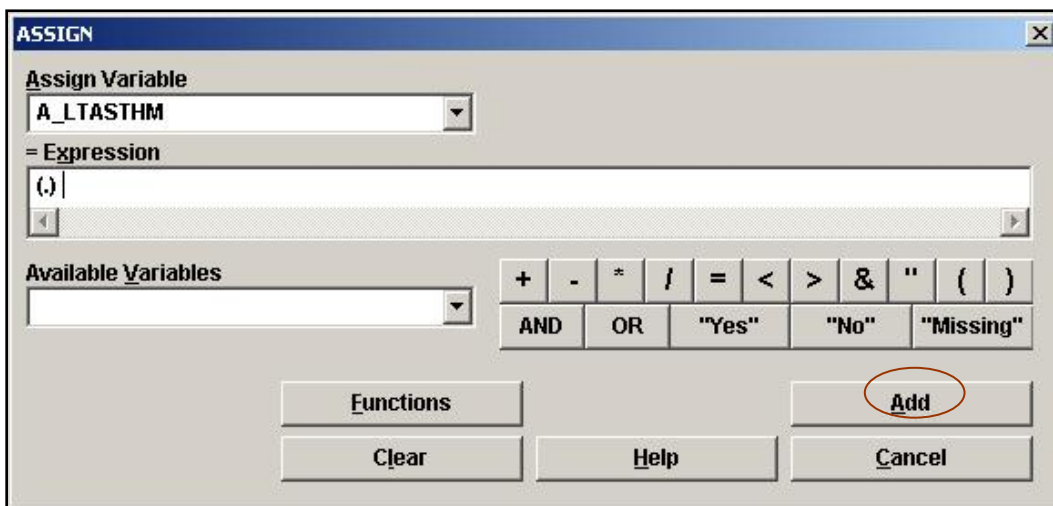 ASSIGN
Assign Variable
A_LTASTHM
= Expression
(.)
Available Variables
+ - * / = < > & " ( )
AND OR "Yes" "No" "Missing"
Functions Add
Clear Help Cancel